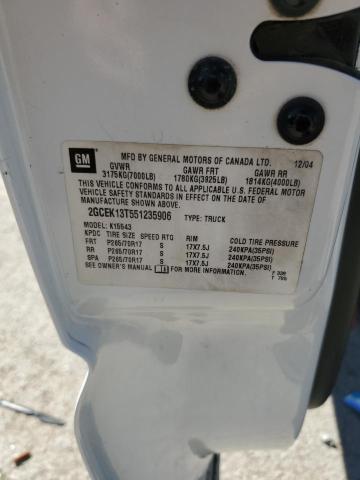 GM
MFD BY GENERAL MOTORS OF CANADA LTD. 12/04
GVWR GAWR FRT GAWR RR
3175KG(7000LB) 1780KG(3925LB) 1814KG(4000LB)
THIS VEHICLE CONFORMS TO ALL APPLICABLE U.S. FEDERAL MOTOR
VEHICLE SAFETY AND BUMPER STANDARDS IN
EFFECT ON THE DATE OF MANUFACTURE SHOWN ABOVE.
2GCEK13T551235906 TYPE: TRUCK
MODEL: K15543
KPDC TIRE SIZE SPEED RTG RIM COLD TIRE PRESSURE
FRT P265/70R17 S 17X7.5J 240KPA(35PSI)
RR P265/70R17 S 17X7.5J 240KPA(35PSI)
SPA P265/70R17 S 17X7.5J 240KPA(35PSI)
SEE OWNER'S MANUAL